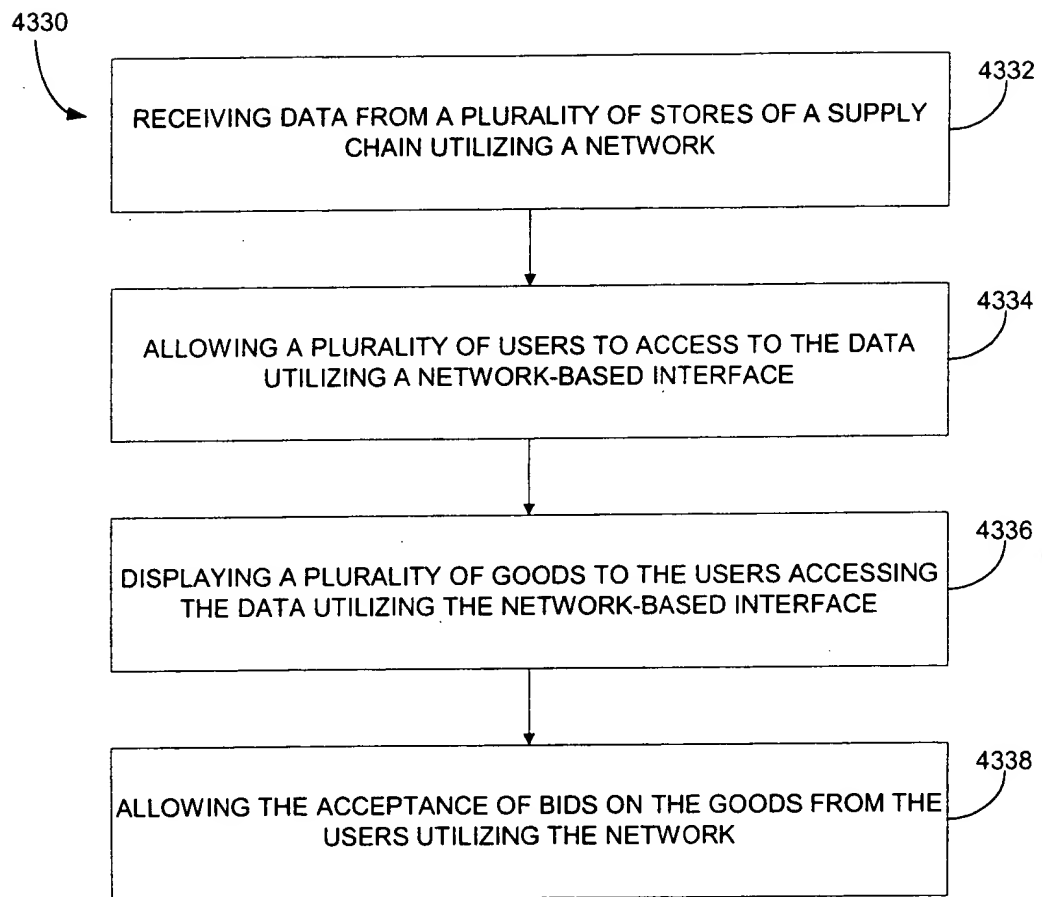 4330
4332
RECEIVING DATA FROM A PLURALITY OF STORES OF A SUPPLY
CHAIN UTILIZING A NETWORK
4334
ALLOWING A PLURALITY OF USERS TO ACCESS TO THE DATA
UTILIZING A NETWORK-BASED INTERFACE
4336
DISPLAYING A PLURALITY OF GOODS TO THE USERS ACCESSING
THE DATA UTILIZING THE NETWORK-BASED INTERFACE
4338
ALLOWING THE ACCEPTANCE OF BIDS ON THE GOODS FROM THE
USERS UTILIZING THE NETWORK